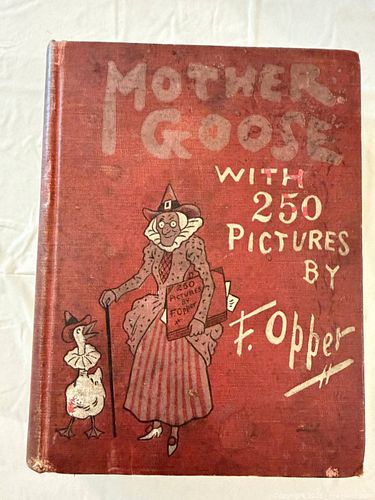 MOTHER
GOOSE
WITH
250
PICTURES
BY
F. Opper
250
PICTURES
BY
F OPPER